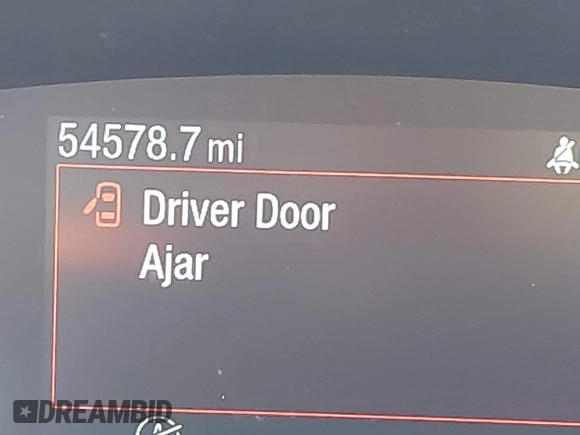 54578.7 mi
Driver Door
Ajar
DREAMBID